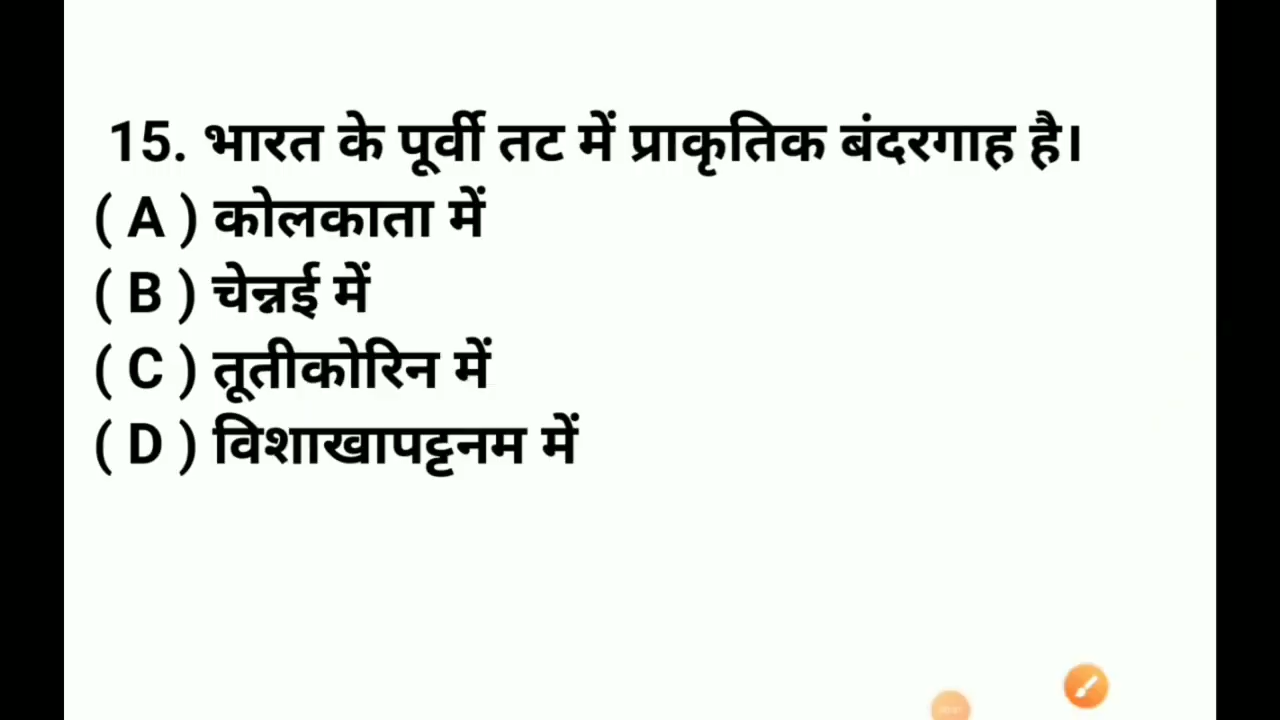 15. भारत के पूर्वी तट में प्राकृतिक बंदरगाह है।
( A ) कोलकाता में
( B ) चेन्नई में
( C ) तूतीकोरिन में
( D ) विशाखापट्टनम में